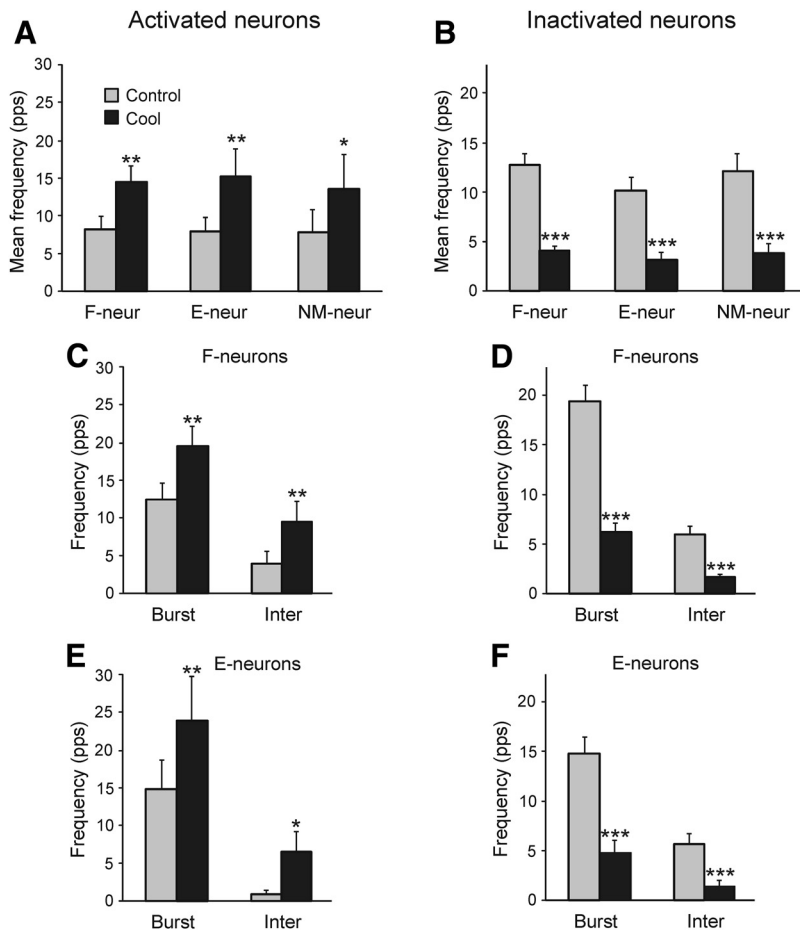 Activated neurons
Inactivated neurons
A
30
25
20
15
10
5
0
Mean frequency (pps)
Control
Cool
**
**
*
F-neur
E-neur
NM-neur
B
20
15
10
5
0
Mean frequency (pps)
***
***
***
F-neur
E-neur
NM-neur
C
F-neurons
30
25
20
15
10
5
0
Frequency (pps)
**
**
Burst
Inter
D
F-neurons
20
15
10
5
0
Frequency (pps)
***
***
Burst
Inter
E
E-neurons
30
25
20
15
10
5
0
Frequency (pps)
**
*
Burst
Inter
F
E-neurons
20
15
10
5
0
Frequency (pps)
***
***
Burst
Inter